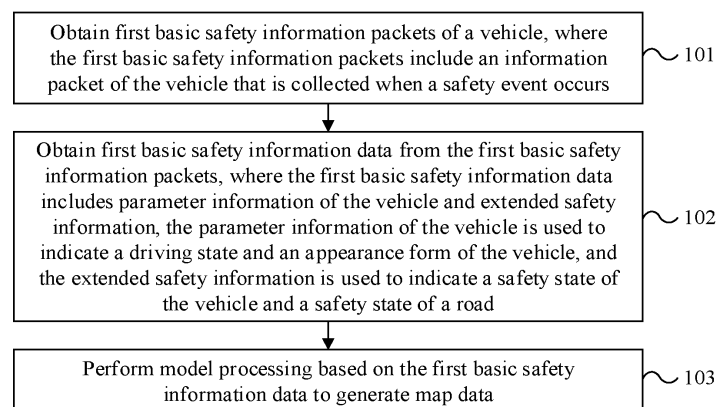 Obtain first basic safety information packets of a vehicle, where
the first basic safety information packets include an information
packet of the vehicle that is collected when a safety event occurs
101
Obtain first basic safety information data from the first basic safety
information packets, where the first basic safety information data
includes parameter information of the vehicle and extended safety
information, the parameter information of the vehicle is used to
indicate a driving state and an appearance form of the vehicle, and
the extended safety information is used to indicate a safety state of
the vehicle and a safety state of a road
102
Perform model processing based on the first basic safety
information data to generate map data
103